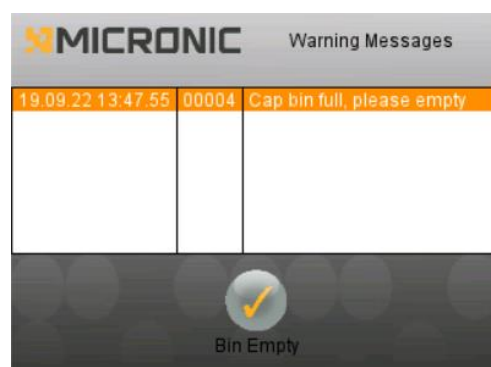 MICRONIC
Warning Messages
19.09.22 13:47.55 00004 Cap bin full, please empty
Bin Empty